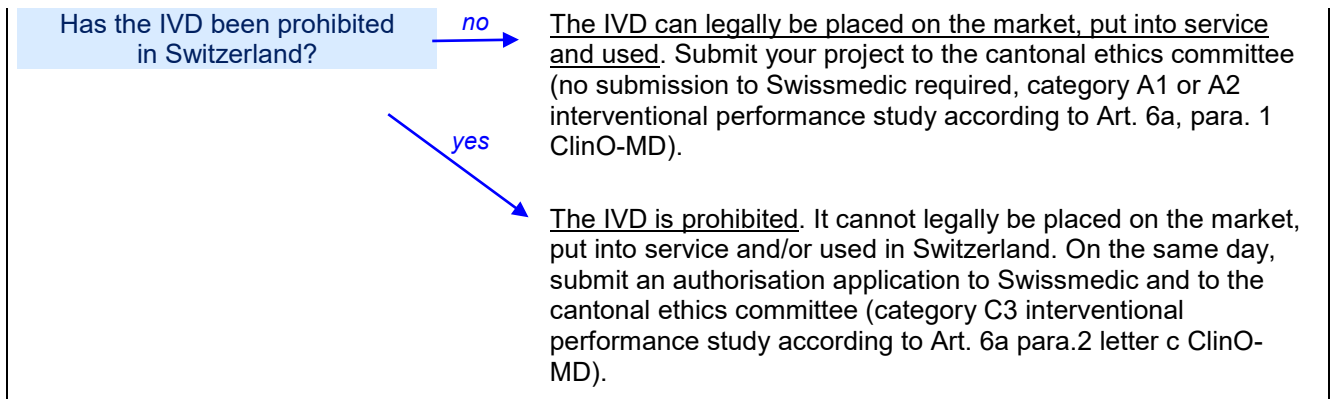 Has the IVD been prohibited
in Switzerland?
no
The IVD can legally be placed on the market, put into service
and used. Submit your project to the cantonal ethics committee
(no submission to Swissmedic required, category A1 or A2
interventional performance study according to Art. 6a, para. 1
ClinO-MD).
yes
The IVD is prohibited. It cannot legally be placed on the market,
put into service and/or used in Switzerland. On the same day,
submit an authorisation application to Swissmedic and to the
cantonal ethics committee (category C3 interventional
performance study according to Art. 6a para.2 letter c ClinO-
MD).